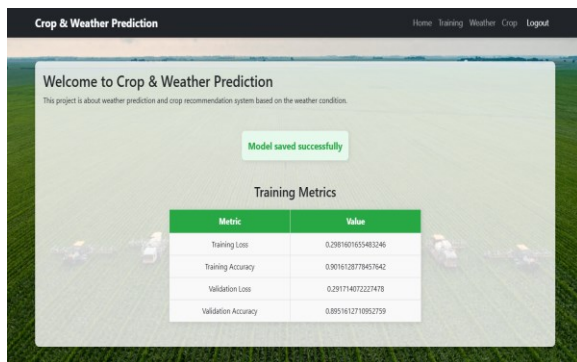 Crop & Weather Prediction
Home Training Weather Crop Logout
Welcome to Crop & Weather Prediction
This project is about weather prediction and crop recommendation system based on the weather condition.
Model saved successfully
Training Metrics
Metric Value
Training Loss 0.2981601655483246
Training Accuracy 0.9016128778457642
Validation Loss 0.291714072227478
Validation Accuracy 0.8951612710952759